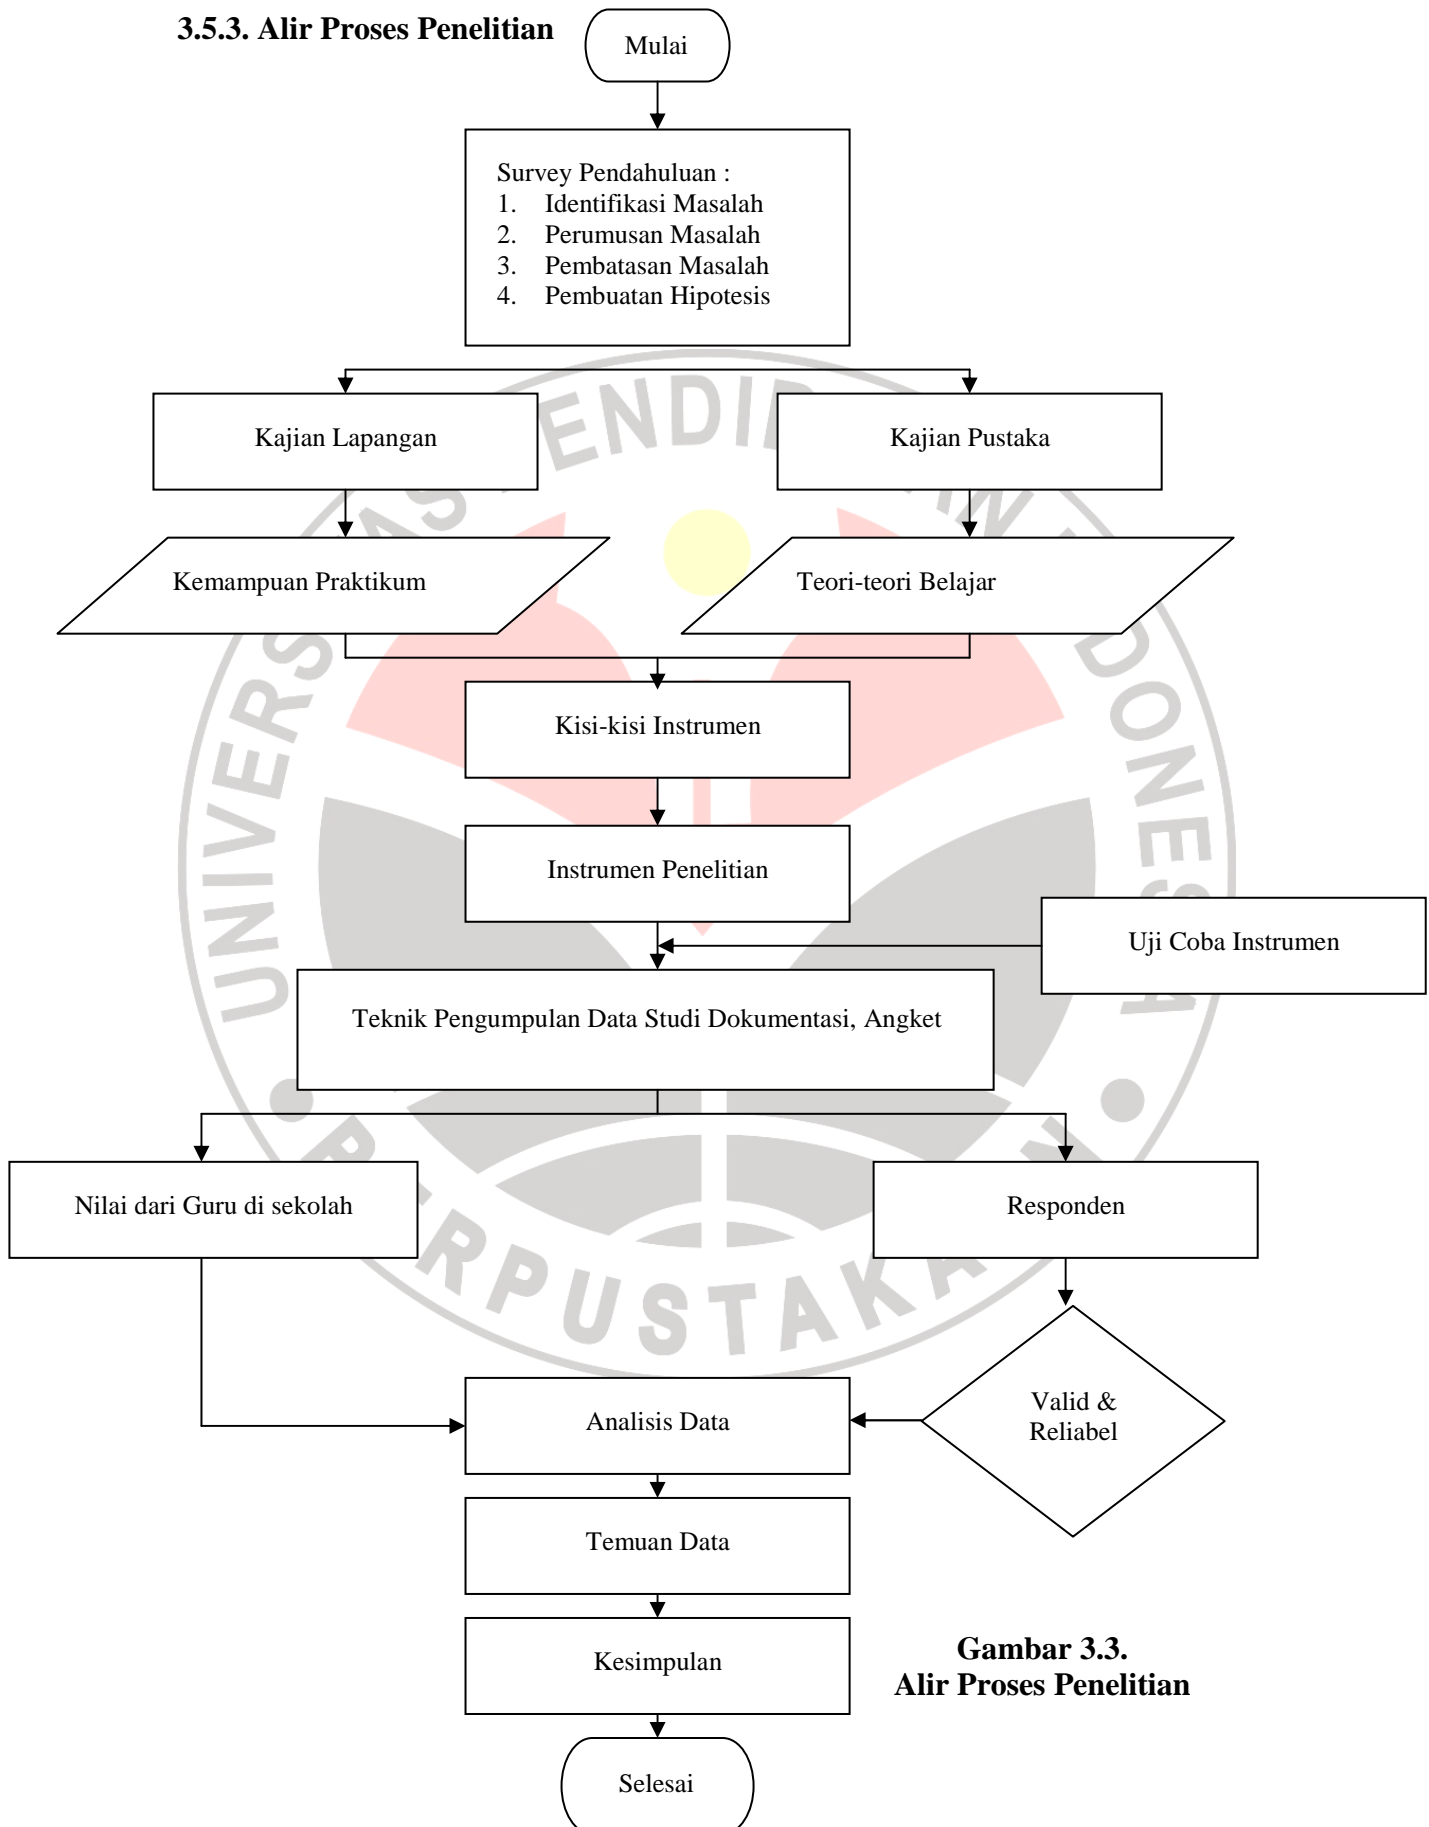 3.5.3. Alir Proses Penelitian
Mulai
Survey Pendahuluan :
1. Identifikasi Masalah
2. Perumusan Masalah
3. Pembatasan Masalah
4. Pembuatan Hipotesis
Kajian Lapangan
Kajian Pustaka
Kemampuan Praktikum
Teori-teori Belajar
Kisi-kisi Instrumen
Instrumen Penelitian
Uji Coba Instrumen
Teknik Pengumpulan Data Studi Dokumentasi, Angket
Nilai dari Guru di sekolah
Responden
Valid &
Reliabel
Analisis Data
Temuan Data
Kesimpulan
Gambar 3.3.
Alir Proses Penelitian
Selesai